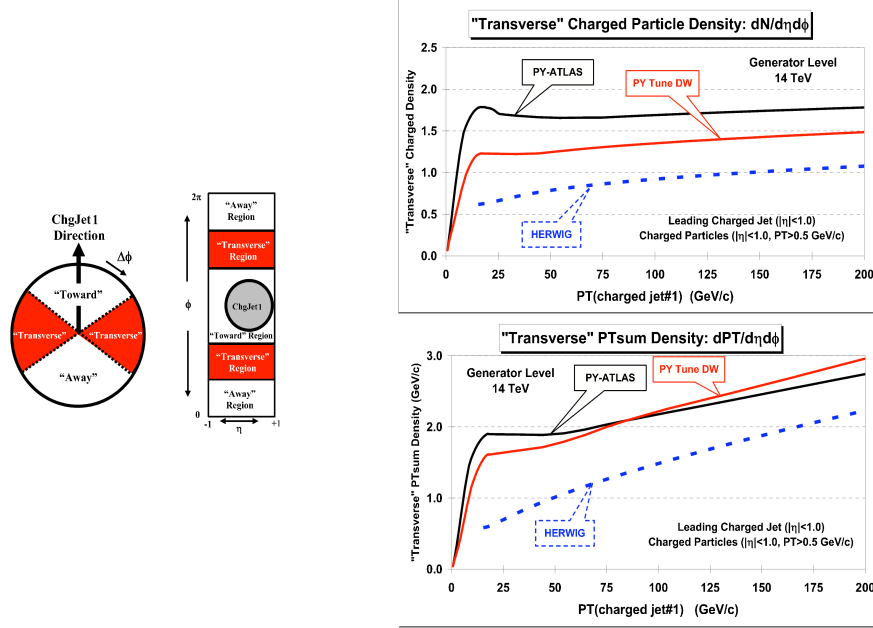 ChgJet1
Direction
Δϕ
“Toward”
“Transverse”
“Transverse”
“Away”
2π
ϕ
0
“Away”
Region
“Transverse”
Region
ChgJet1
“Toward” Region
“Transverse”
Region
“Away”
Region
-1
η
+1
"Transverse" Charged Particle Density: dN/dηdϕ
"Transverse" Charged Density
2.5
2.0
1.5
1.0
0.5
0.0
PY-ATLAS
Generator Level
14 TeV
PY Tune DW
HERWIG
Leading Charged Jet (|η|<1.0)
Charged Particles (|η|<1.0, PT>0.5 GeV/c)
0 25 50 75 100 125 150 175 200
PT(charged jet#1) (GeV/c)
"Transverse" PTsum Density: dPT/dηdϕ
"Transverse" PTsum Density (GeV/c)
3.0
2.0
1.0
0.0
Generator Level
14 TeV
PY-ATLAS
PY Tune DW
HERWIG
Leading Charged Jet (|η|<1.0)
Charged Particles (|η|<1.0, PT>0.5 GeV/c)
0 25 50 75 100 125 150 175 200
PT(charged jet#1) (GeV/c)